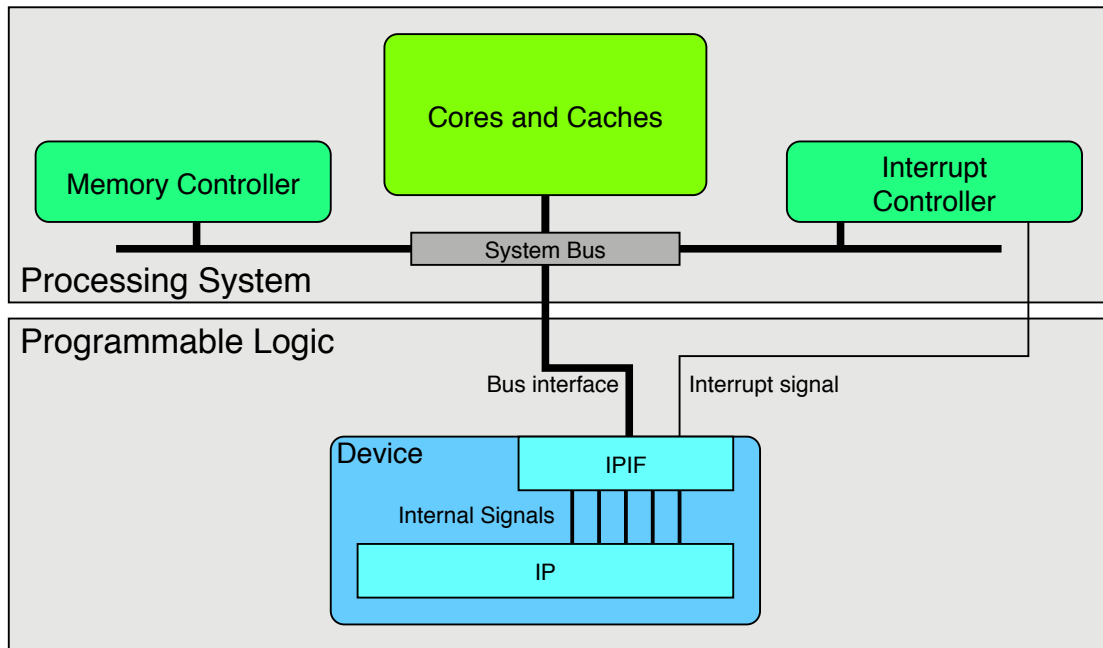 Cores and Caches
Memory Controller
Interrupt
Controller
System Bus
Processing System
Programmable Logic
Bus interface
Interrupt signal
Device
IPIF
Internal Signals
IP